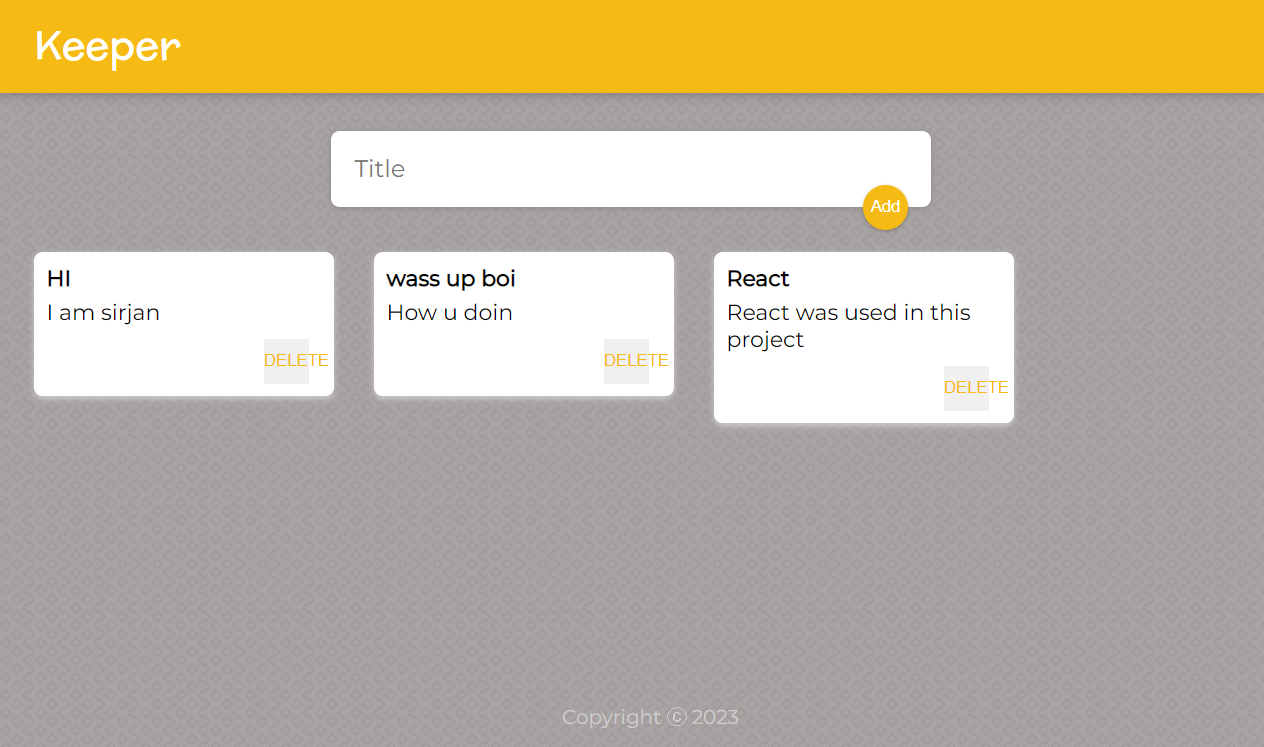 Keeper
Title
Add
HI
I am sirjan
DELETE
wass up boi
How u doin
DELETE
React
React was used in this
project
DELETE
Copyright ⓒ 2023